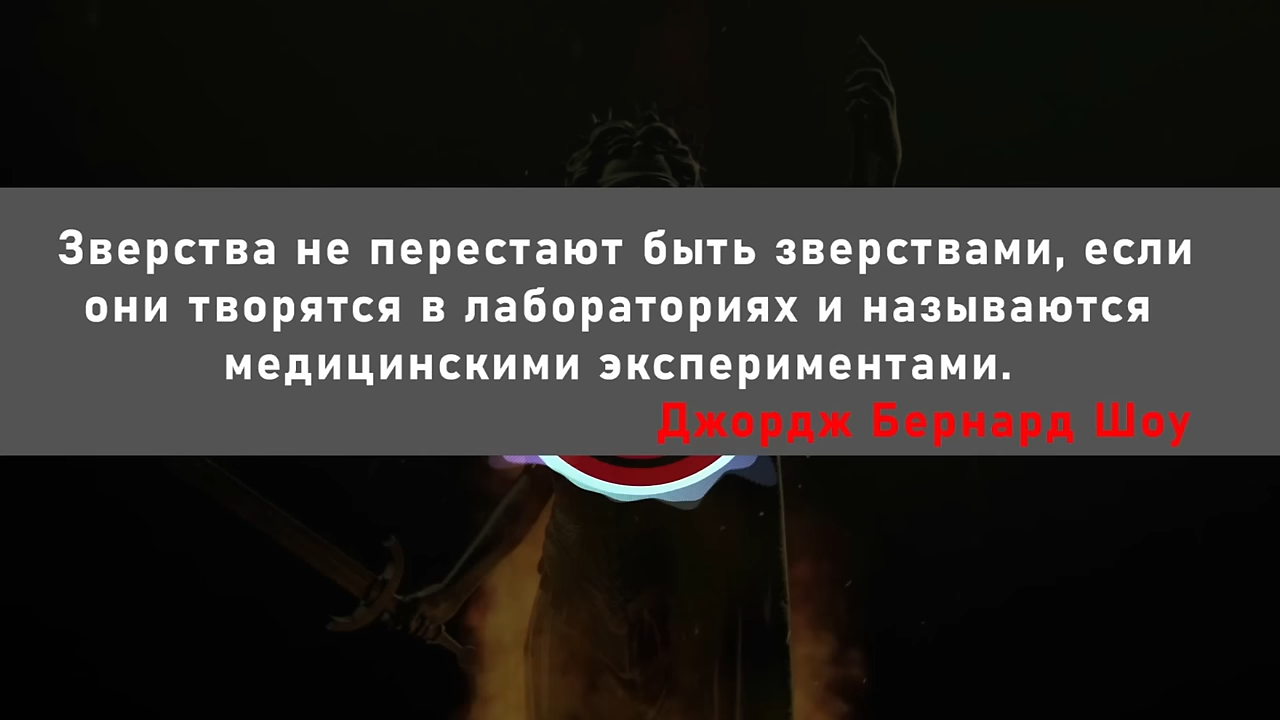 Зверства не перестают быть зверствами, если
они творятся в лабораториях и называются
медицинскими экспериментами.
Джордж Бернард Шоу